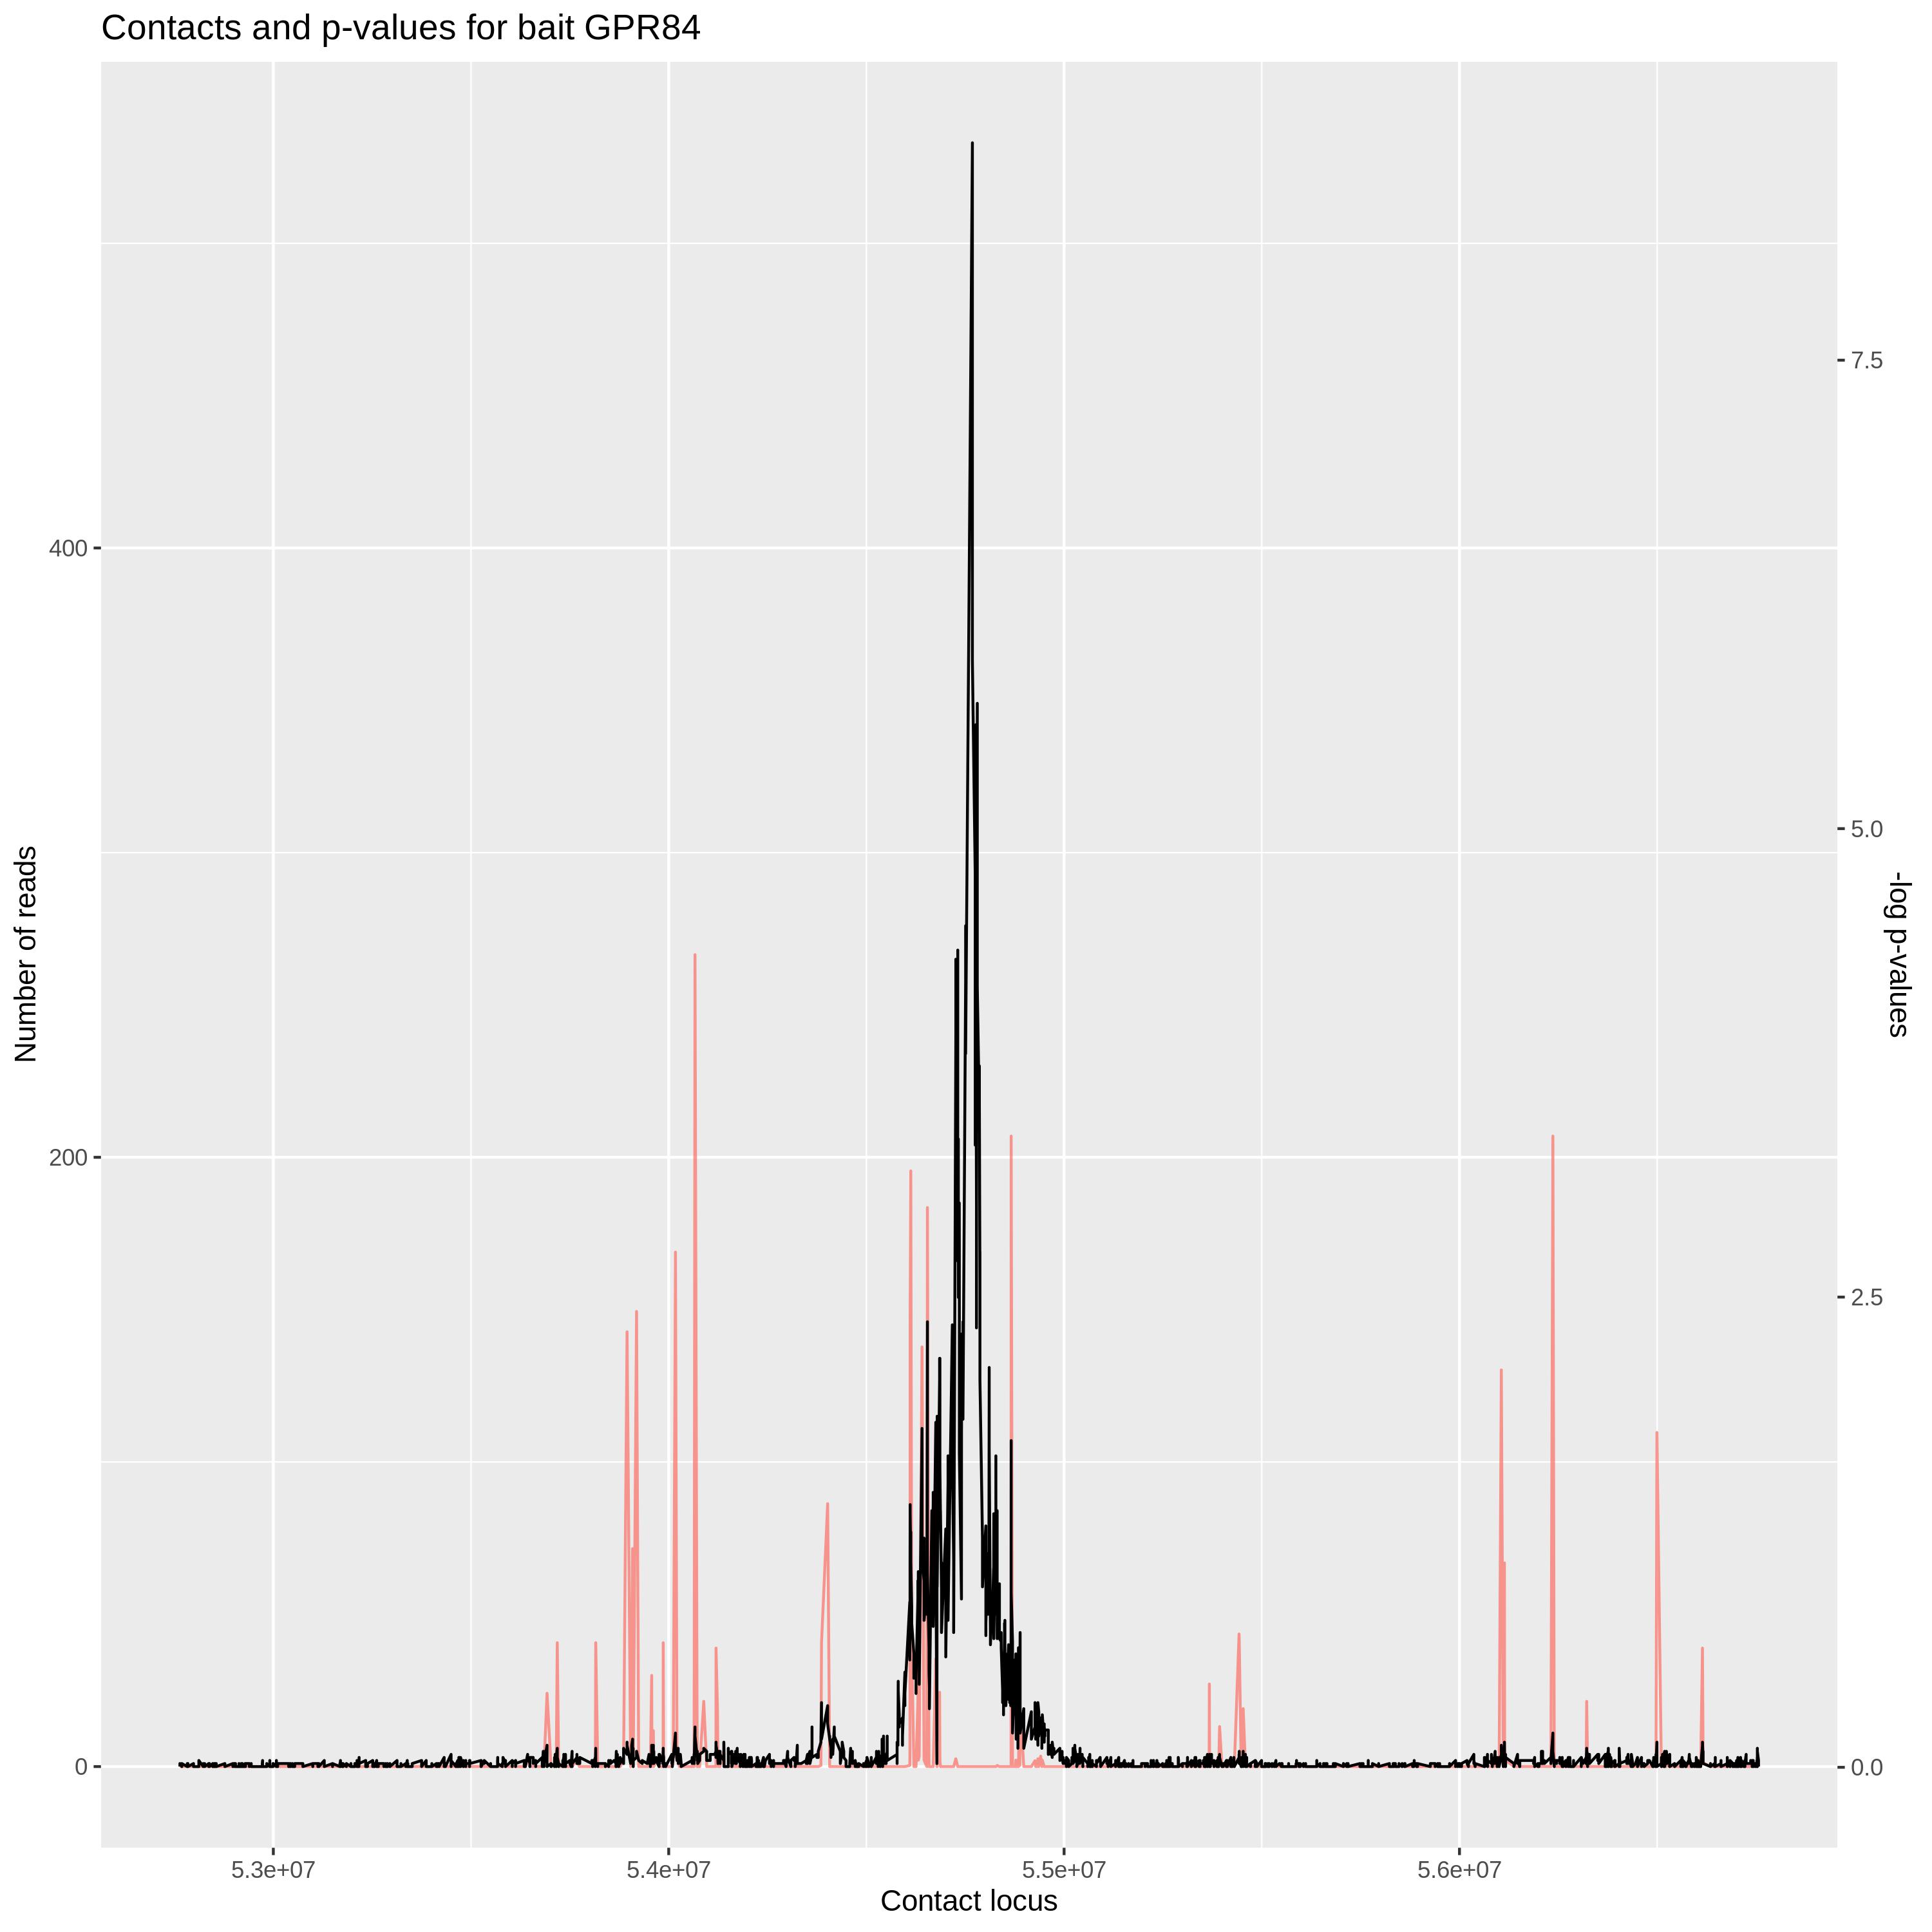 Contacts and p-values for bait GPR84
Number of reads
400
200
0
7.5
5.0
2.5
0.0
-log p-values
5.3e+07
5.4e+07
5.5e+07
5.6e+07
Contact locus